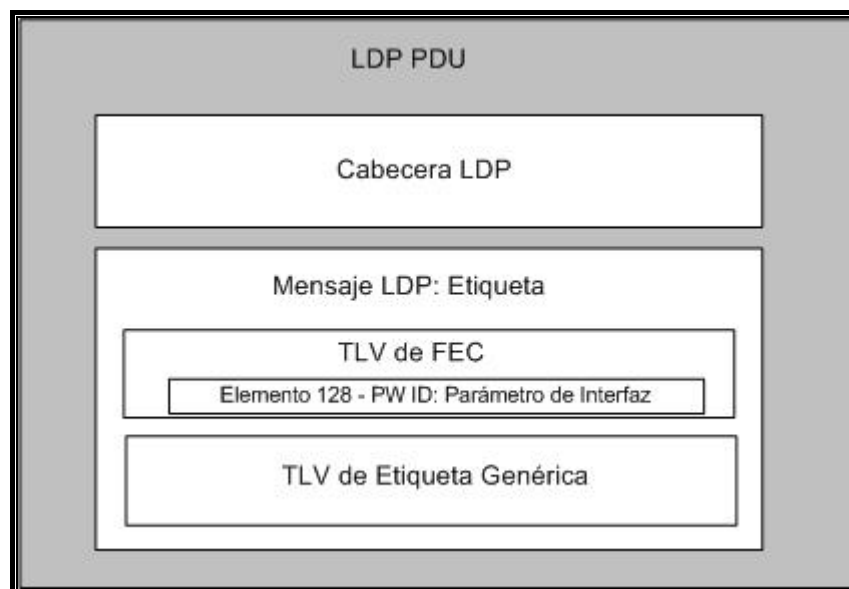 LDP PDU
Cabecera LDP
Mensaje LDP: Etiqueta
TLV de FEC
Elemento 128 - PW ID: Parámetro de Interfaz
TLV de Etiqueta Genérica